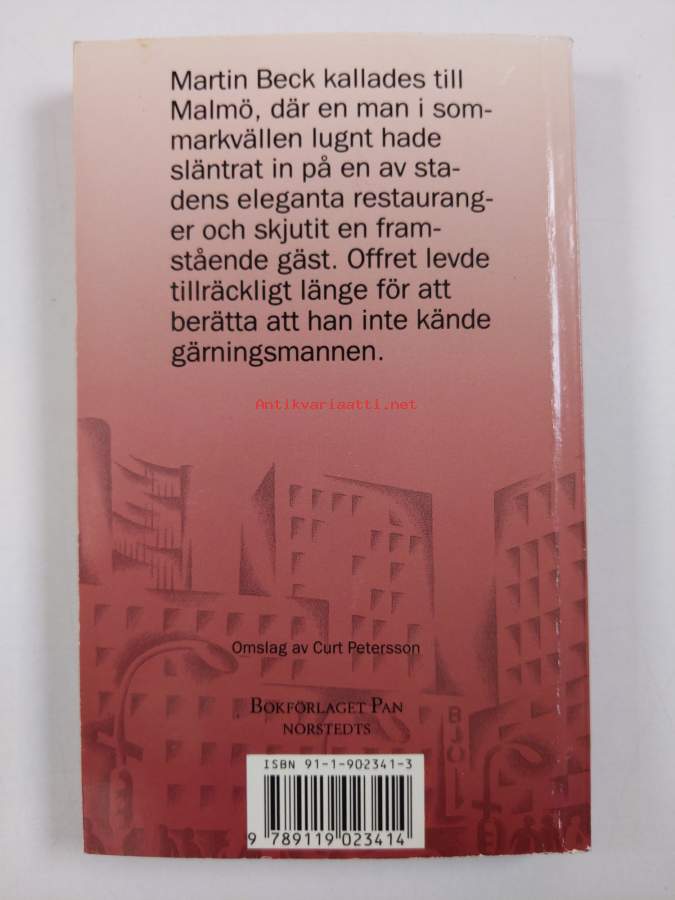 Martin Beck kallades till
Malmö, där en man i som-
markvällen lugnt hade
släntrat in på en av sta-
dens eleganta restaurang-
er och skjutit en fram-
stående gäst. Offret levde
tillräckligt länge för att
berätta att han inte kände
gärningsmannen.
Antikvariaatti.net
Omslag av Curt Petersson
BOKFÖRLAGET PAN
NORSTEDTS
BJÖL
ISBN 91-1-902341-3
9 789119 023414